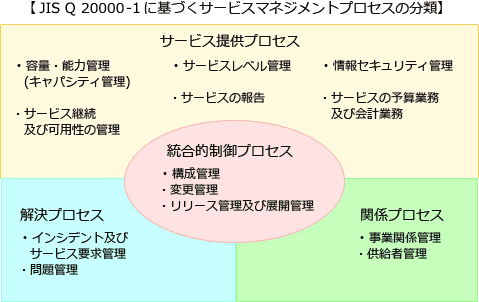 【 JIS Q 20000-1 に基づくサービスマネジメントプロセスの分類】
サービス提供プロセス
・容量・能力管理
(キャパシティ管理)
・サービス継続
及び可用性の管理
・サービスレベル管理
・サービスの報告
・情報セキュリティ管理
・サービスの予算業務
及び会計業務
統合的制御プロセス
・構成管理
・変更管理
・リリース管理及び展開管理
解決プロセス
・インシデント及び
サービス要求管理
・問題管理
関係プロセス
・事業関係管理
・供給者管理